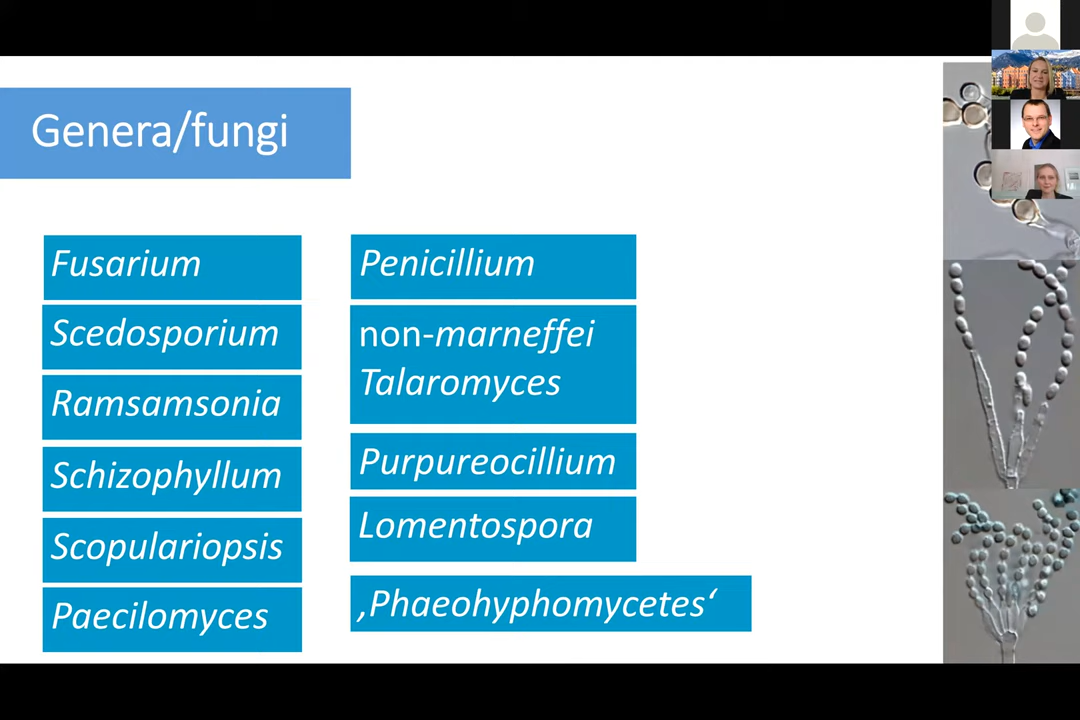 Genera/fungi
Fusarium
Scedosporium
Ramsamsonia
Schizophyllum
Scopulariopsis
Paecilomyces
Penicillium
non-marneffei
Talaromyces
Purpureocillium
Lomentospora
‚Phaeohyphomycetes‘